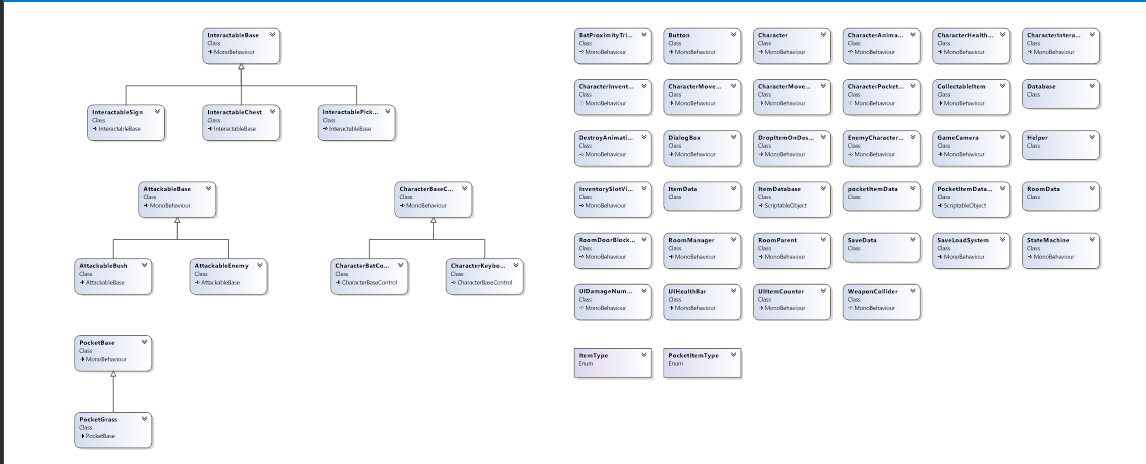 InteractableBase
Class
MonoBehaviour
InteractableSign
Class
InteractableBase
InteractableChest
Class
InteractableBase
InteractablePick...
Class
InteractableBase
AttackableBase
Class
MonoBehaviour
CharacterBaseC...
Class
MonoBehaviour
AttackableBush
Class
AttackableBase
AttackableEnemy
Class
AttackableBase
CharacterBatCo...
Class
CharacterBaseControl
CharacterKeybo...
Class
CharacterBaseControl
PocketBase
Class
MonoBehaviour
PocketGrass
Class
PocketBase
BatProximityTri...
Class
MonoBehaviour
Button
Class
MonoBehaviour
Character
Class
MonoBehaviour
CharacterAnima...
Class
MonoBehaviour
CharacterHealth...
Class
MonoBehaviour
CharacterIntera...
Class
MonoBehaviour
CharacterInvent...
Class
MonoBehaviour
CharacterMove...
Class
MonoBehaviour
CharacterMove...
Class
MonoBehaviour
CharacterPocket...
Class
MonoBehaviour
CollectableItem
Class
MonoBehaviour
Database
Class
DestroyAnimati...
Class
MonoBehaviour
DialogBox
Class
MonoBehaviour
DropItemOnDes...
Class
MonoBehaviour
EnemyCharacter...
Class
MonoBehaviour
GameCamera
Class
MonoBehaviour
Helper
Class
InventorySlotVi...
Class
MonoBehaviour
ItemData
Class
ItemDatabase
Class
ScriptableObject
pocketItemData
Class
PocketItemData...
Class
ScriptableObject
RoomData
Class
RoomDoorBlock...
Class
MonoBehaviour
RoomManager
Class
MonoBehaviour
RoomParent
Class
MonoBehaviour
SaveData
Class
SaveLoadSystem
Class
MonoBehaviour
StateMachine
Class
MonoBehaviour
UIDamageNum...
Class
MonoBehaviour
UIHealthBar
Class
MonoBehaviour
UIItemCounter
Class
MonoBehaviour
WeaponCollider
Class
MonoBehaviour
ItemType
Enum
PocketItemType
Enum